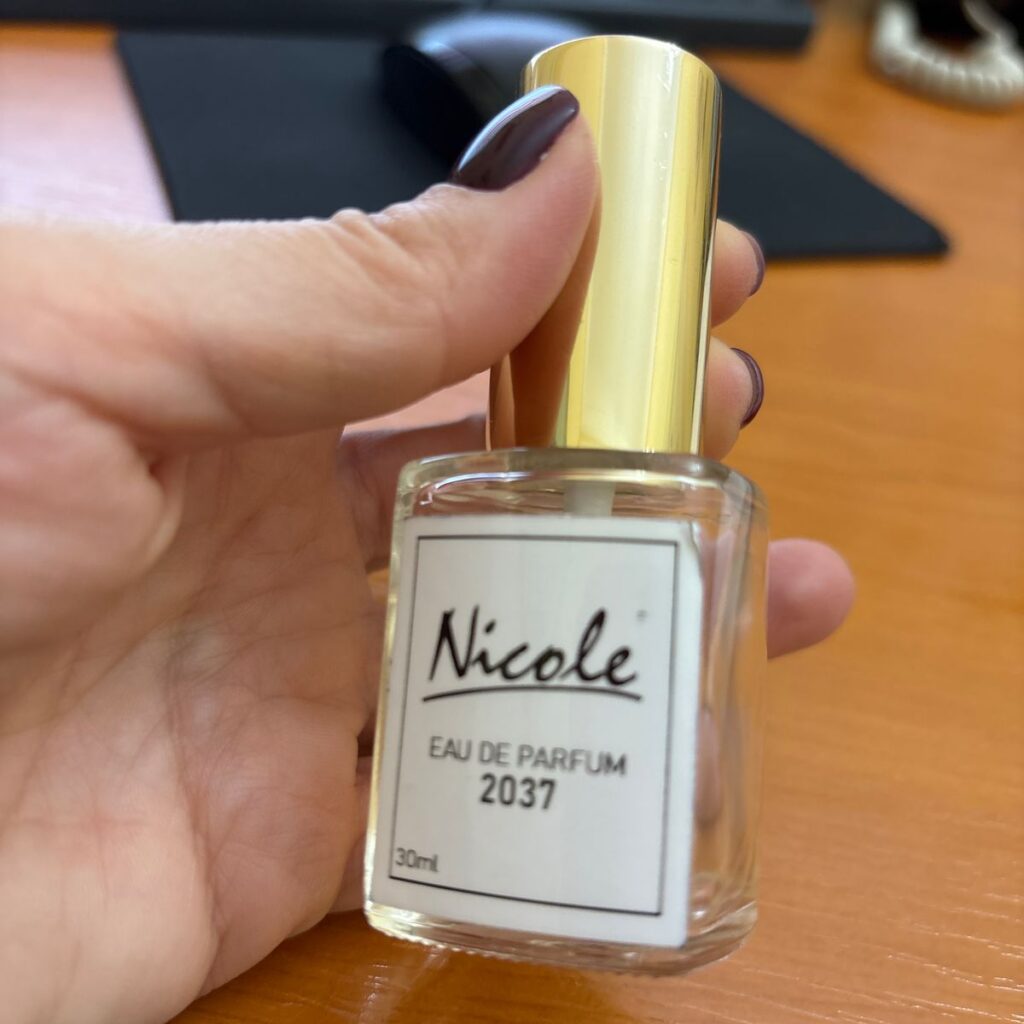 Nicole
EAU DE PARFUM
2037
30ml